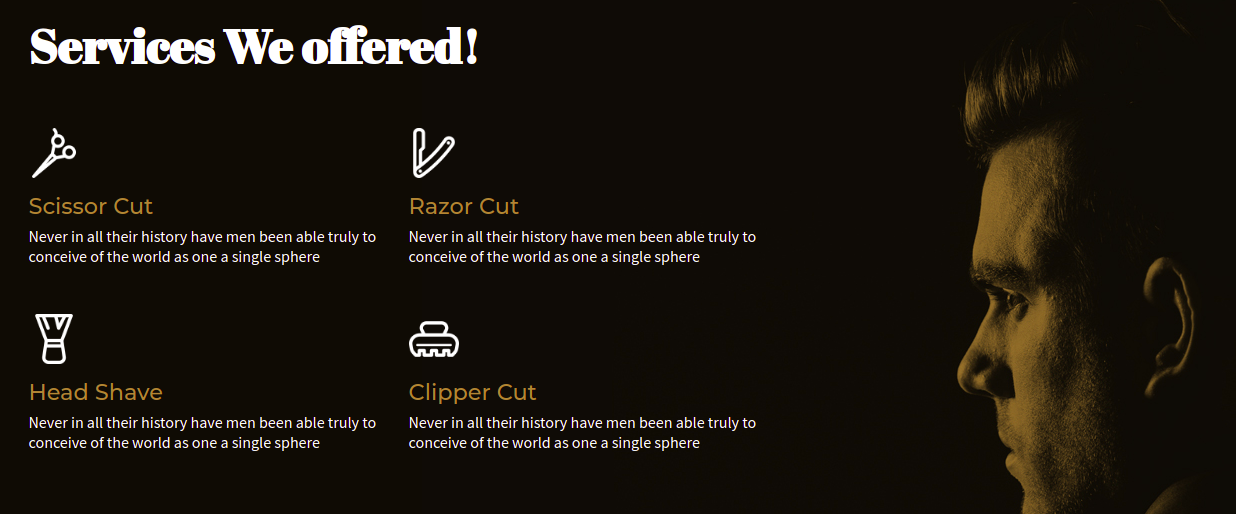 Services We offered!
Scissor Cut
Never in all their history have men been able truly to
conceive of the world as one a single sphere
Razor Cut
Never in all their history have men been able truly to
conceive of the world as one a single sphere
Head Shave
Never in all their history have men been able truly to
conceive of the world as one a single sphere
Clipper Cut
Never in all their history have men been able truly to
conceive of the world as one a single sphere